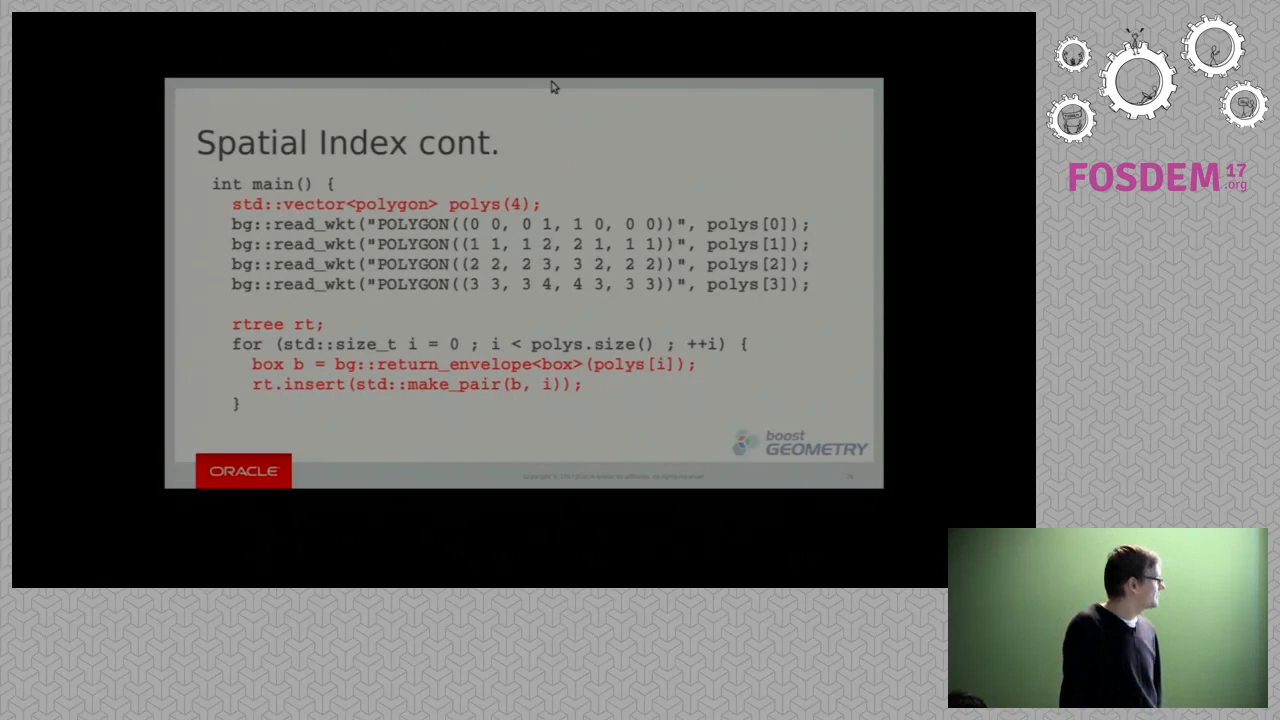 Spatial Index cont.
int main() {
std::vector<polygon> polys(4);
bg::read_wkt("POLYGON((0 0, 0 1, 1 0, 0 0))", polys[0]);
bg::read_wkt("POLYGON((1 1, 1 2, 2 1, 1 1))", polys[1]);
bg::read_wkt("POLYGON((2 2, 2 3, 3 2, 2 2))", polys[2]);
bg::read_wkt("POLYGON((3 3, 3 4, 4 3, 3 3))", polys[3]);
rtree rt;
for (std::size_t i = 0 ; i < polys.size() ; ++i) {
box b = bg::return_envelope<box>(polys[i]);
rt.insert(std::make_pair(b, i));
}
boost
GEOMETRY
ORACLE
FOSDEM 17
.org